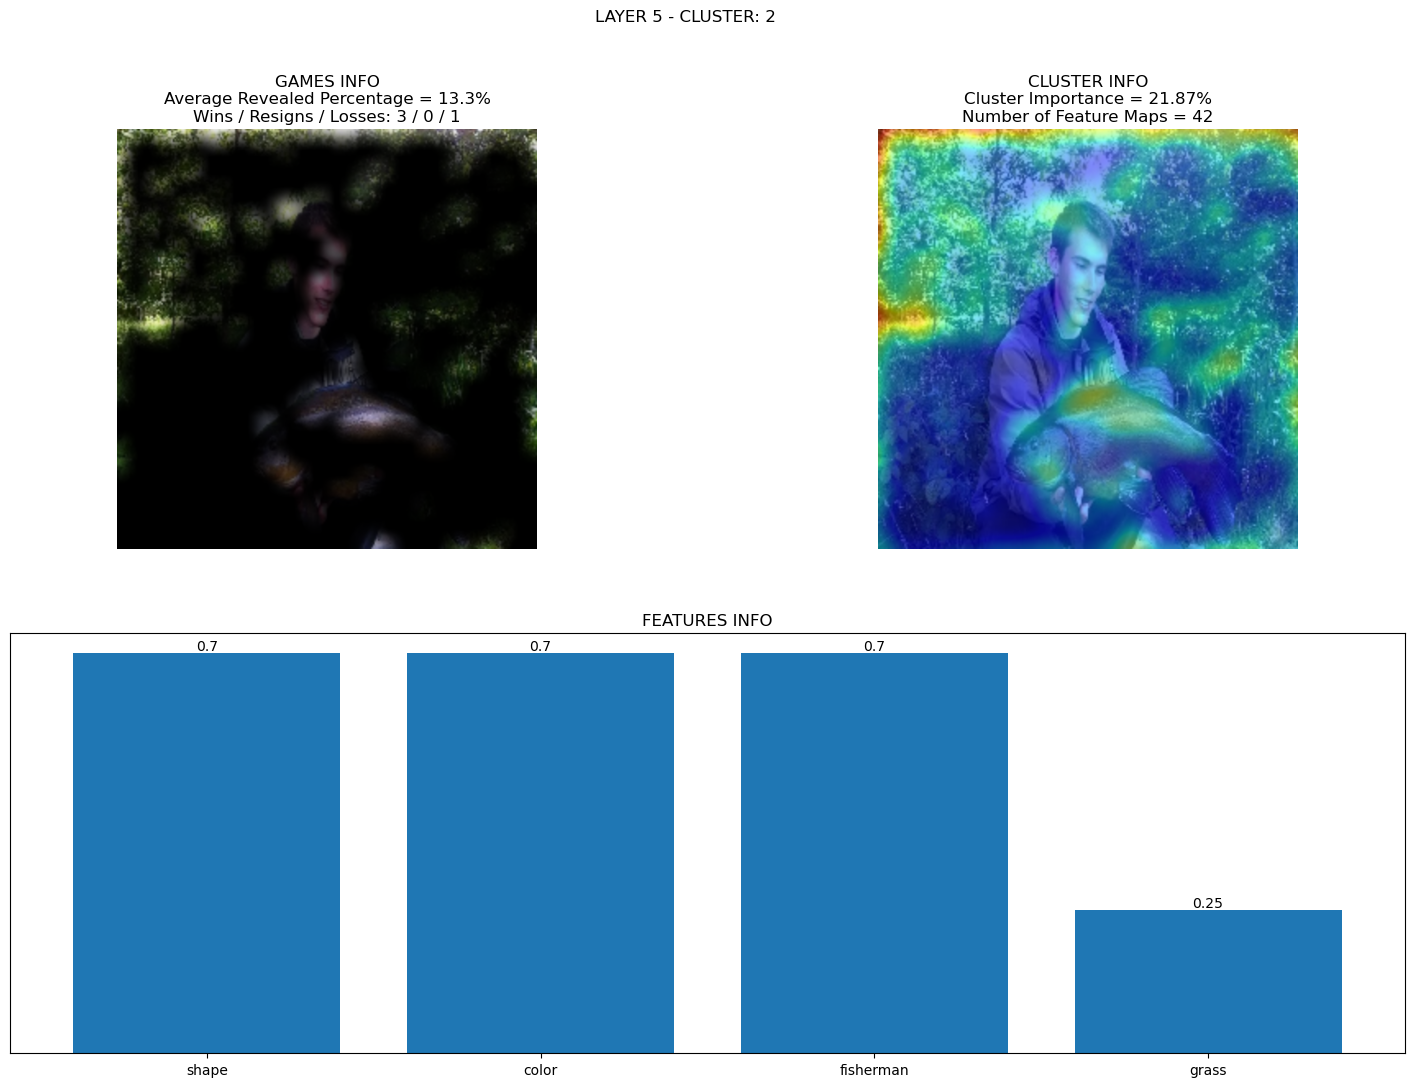 LAYER 5 - CLUSTER: 2
GAMES INFO
Average Revealed Percentage = 13.3%
Wins / Resigns / Losses: 3 / 0 / 1
CLUSTER INFO
Cluster Importance = 21.87%
Number of Feature Maps = 42
FEATURES INFO
0.7
0.7
0.7
0.25
shape
color
fisherman
grass